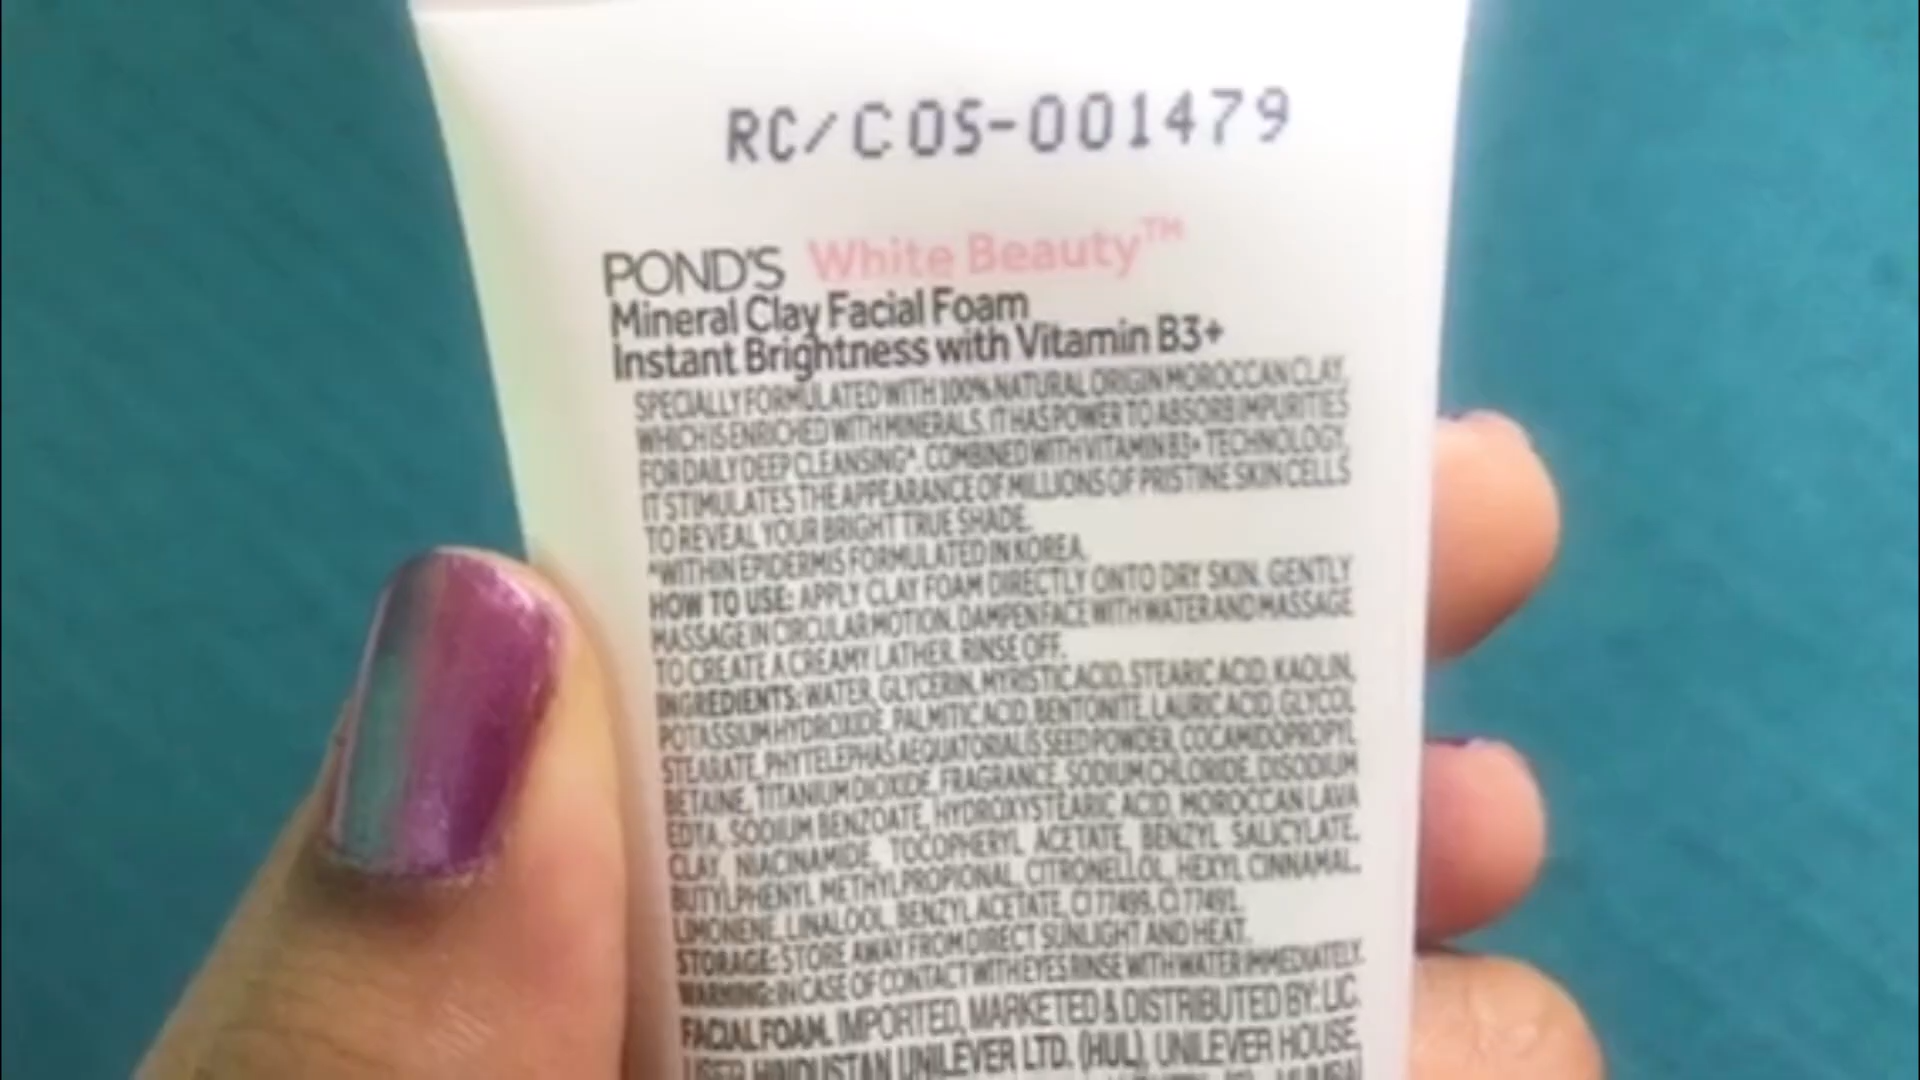 RC/COS-001479
POND'S White Beauty™
Mineral Clay Facial Foam
Instant Brightness with Vitamin B3+
SPECIALLY FORMULATED WITH 100% NATURAL ORIGIN MOROCCAN CLAY,
WHICH IS ENRICHED WITH MINERALS. IT HAS POWER TO ABSORB IMPURITIES
FOR DAILY DEEP CLEANSING^. COMBINED WITH VITAMIN B3+ TECHNOLOGY,
IT STIMULATES THE APPEARANCE OF MILLIONS OF PRISTINE SKIN CELLS
TO REVEAL YOUR BRIGHT TRUE SHADE.
^WITHIN EPIDERMIS FORMULATED IN KOREA.
HOW TO USE: APPLY CLAY FOAM DIRECTLY ONTO DRY SKIN. GENTLY
MASSAGE IN CIRCULAR MOTION. DAMPEN FACE WITH WATER AND MASSAGE
TO CREATE A CREAMY LATHER. RINSE OFF.
INGREDIENTS: WATER, GLYCERIN, MYRISTIC ACID, STEARIC ACID, KAOLIN,
POTASSIUM HYDROXIDE, PALMITIC ACID, BENTONITE, LAURIC ACID, GLYCOL
STEARATE, PHYTELEPHAS AEQUATORIALIS SEED POWDER, COCAMIDOPROPYL
BETAINE, TITANIUM DIOXIDE, FRAGRANCE, SODIUM CHLORIDE, DISODIUM
EDTA, SODIUM BENZOATE, HYDROXYSTEARIC ACID, MOROCCAN LAVA
CLAY, NIACINAMIDE, TOCOPHERYL ACETATE, BENZYL SALICYLATE,
BUTYLPHENYL METHYLPROPIONAL, CITRONELLOL, HEXYL CINNAMAL,
LIMONENE, LINALOOL, BENZYL ACETATE, CI 77499, CI 77491.
STORAGE: STORE AWAY FROM DIRECT SUNLIGHT AND HEAT.
WARNING: IN CASE OF CONTACT WITH EYES RINSE WITH WATER IMMEDIATELY.
FACIAL FOAM. IMPORTED, MARKETED & DISTRIBUTED BY: LIC.
USER HINDUSTAN UNILEVER LTD. (HUL), UNILEVER HOUSE,